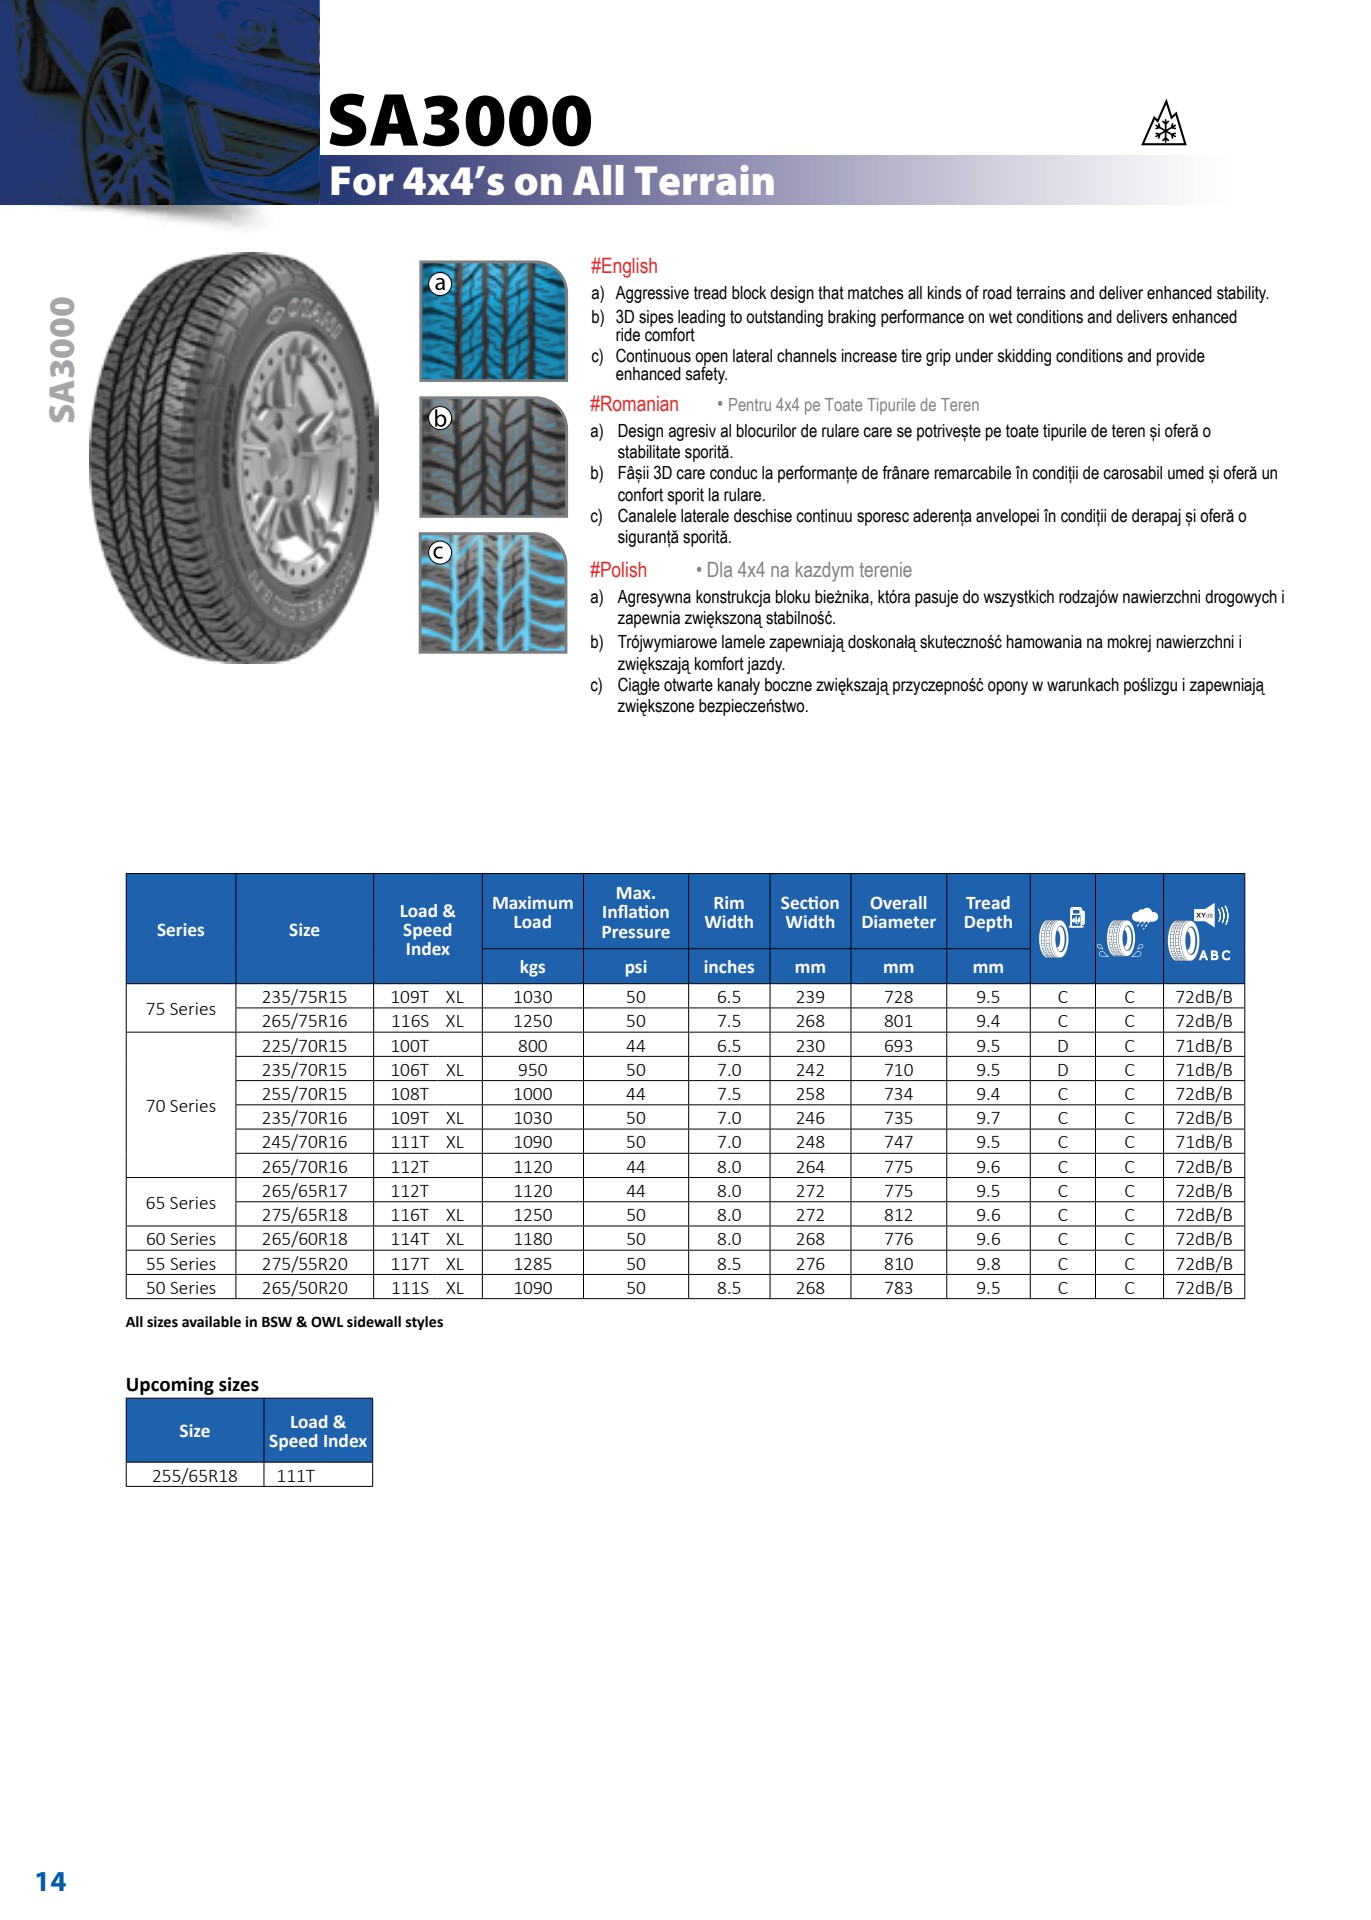 SA3000
For 4x4’s on All Terrain
SA3000
a
b
c
#English
a) Aggressive tread block design that matches all kinds of road terrains and deliver enhanced stability.
b) 3D sipes leading to outstanding braking performance on wet conditions and delivers enhanced
ride comfort
c) Continuous open lateral channels increase tire grip under skidding conditions and provide
enhanced safety.
#Romanian • Pentru 4x4 pe Toate Tipurile de Teren
a) Design agresiv al blocurilor de rulare care se potrivește pe toate tipurile de teren și oferă o
stabilitate sporită.
b) Fâșii 3D care conduc la performanțe de frânare remarcabile în condiții de carosabil umed și oferă un
confort sporit la rulare.
c) Canalele laterale deschise continuu sporesc aderența anvelopei în condiții de derapaj și oferă o
siguranță sporită.
#Polish • Dla 4x4 na kazdym terenie
a) Agresywna konstrukcja bloku bieżnika, która pasuje do wszystkich rodzajów nawierzchni drogowych i
zapewnia zwiększoną stabilność.
b) Trójwymiarowe lamele zapewniają doskonałą skuteczność hamowania na mokrej nawierzchni i
zwiększają komfort jazdy.
c) Ciągłe otwarte kanały boczne zwiększają przyczepność opony w warunkach poślizgu i zapewniają
zwiększone bezpieczeństwo.
Series Size Load & Speed Index Maximum Load Max. Inflation Pressure Rim Width Section Width Overall Diameter Tread Depth XYdB ABC
kgs psi inches mm mm mm
75 Series 235/75R15 109T XL 1030 50 6.5 239 728 9.5 C C 72dB/B
265/75R16 116S XL 1250 50 7.5 268 801 9.4 C C 72dB/B
70 Series 225/70R15 100T 800 44 6.5 230 693 9.5 D C 71dB/B
235/70R15 106T XL 950 50 7.0 242 710 9.5 D C 71dB/B
255/70R15 108T 1000 44 7.5 258 734 9.4 C C 72dB/B
235/70R16 109T XL 1030 50 7.0 246 735 9.7 C C 72dB/B
245/70R16 111T XL 1090 50 7.0 248 747 9.5 C C 71dB/B
265/70R16 112T 1120 44 8.0 264 775 9.6 C C 72dB/B
65 Series 265/65R17 112T 1120 44 8.0 272 775 9.5 C C 72dB/B
275/65R18 116T XL 1250 50 8.0 272 812 9.6 C C 72dB/B
60 Series 265/60R18 114T XL 1180 50 8.0 268 776 9.6 C C 72dB/B
55 Series 275/55R20 117T XL 1285 50 8.5 276 810 9.8 C C 72dB/B
50 Series 265/50R20 111S XL 1090 50 8.5 268 783 9.5 C C 72dB/B
All sizes available in BSW & OWL sidewall styles
Upcoming sizes
Size Load & Speed Index
255/65R18 111T
14